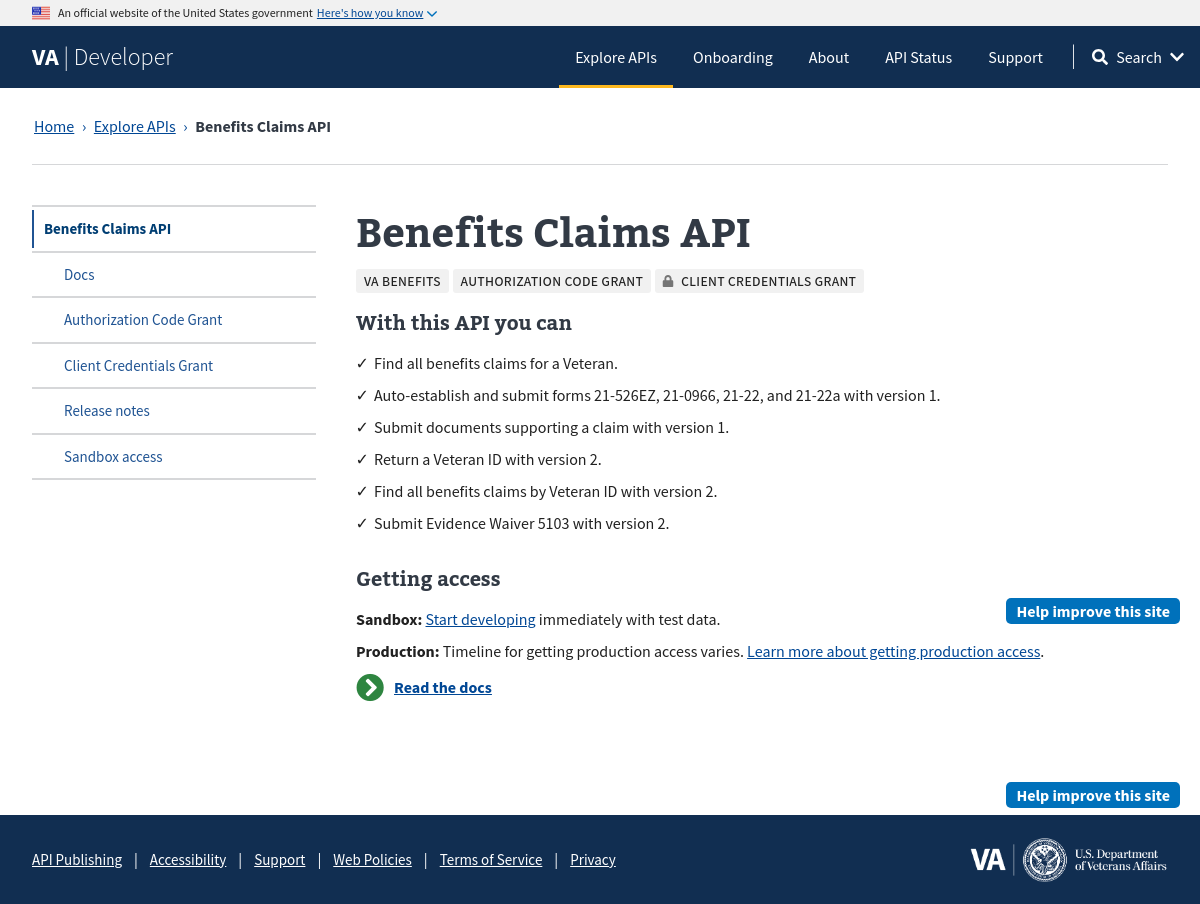 An official website of the United States government Here's how you know
VA | Developer
Explore APIs Onboarding About API Status Support Search
Home › Explore APIs › Benefits Claims API
Benefits Claims API
Docs
Authorization Code Grant
Client Credentials Grant
Release notes
Sandbox access
Benefits Claims API
VA BENEFITS AUTHORIZATION CODE GRANT CLIENT CREDENTIALS GRANT
With this API you can
✓ Find all benefits claims for a Veteran.
✓ Auto-establish and submit forms 21-526EZ, 21-0966, 21-22, and 21-22a with version 1.
✓ Submit documents supporting a claim with version 1.
✓ Return a Veteran ID with version 2.
✓ Find all benefits claims by Veteran ID with version 2.
✓ Submit Evidence Waiver 5103 with version 2.
Getting access
Sandbox: Start developing immediately with test data.
Help improve this site
Production: Timeline for getting production access varies. Learn more about getting production access.
Read the docs
Help improve this site
API Publishing | Accessibility | Support | Web Policies | Terms of Service | Privacy
VA
U.S. Department
of Veterans Affairs